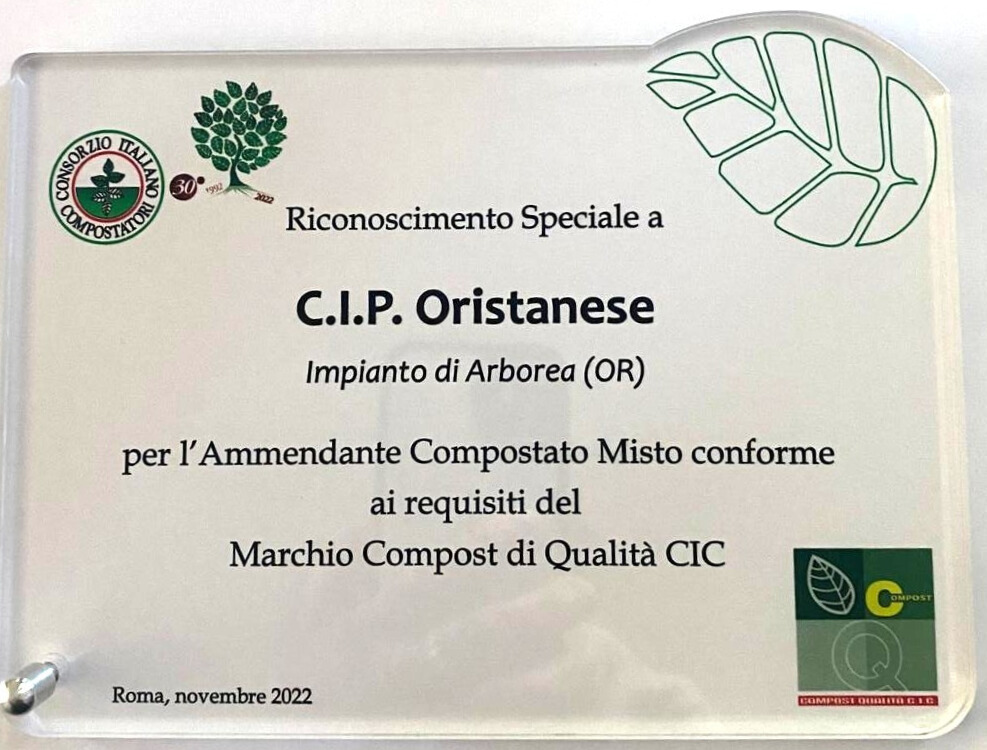 CONSORZIO ITALIANO
COMPOSTATORI
30°
1992
2022
Riconoscimento Speciale a
C.I.P. Oristanese
Impianto di Arborea (OR)
per l'Ammendante Compostato Misto conforme
ai requisiti del
Marchio Compost di Qualità CIC
COMPOST
Q
COMPOST QUALITÀ C I C
Roma, novembre 2022